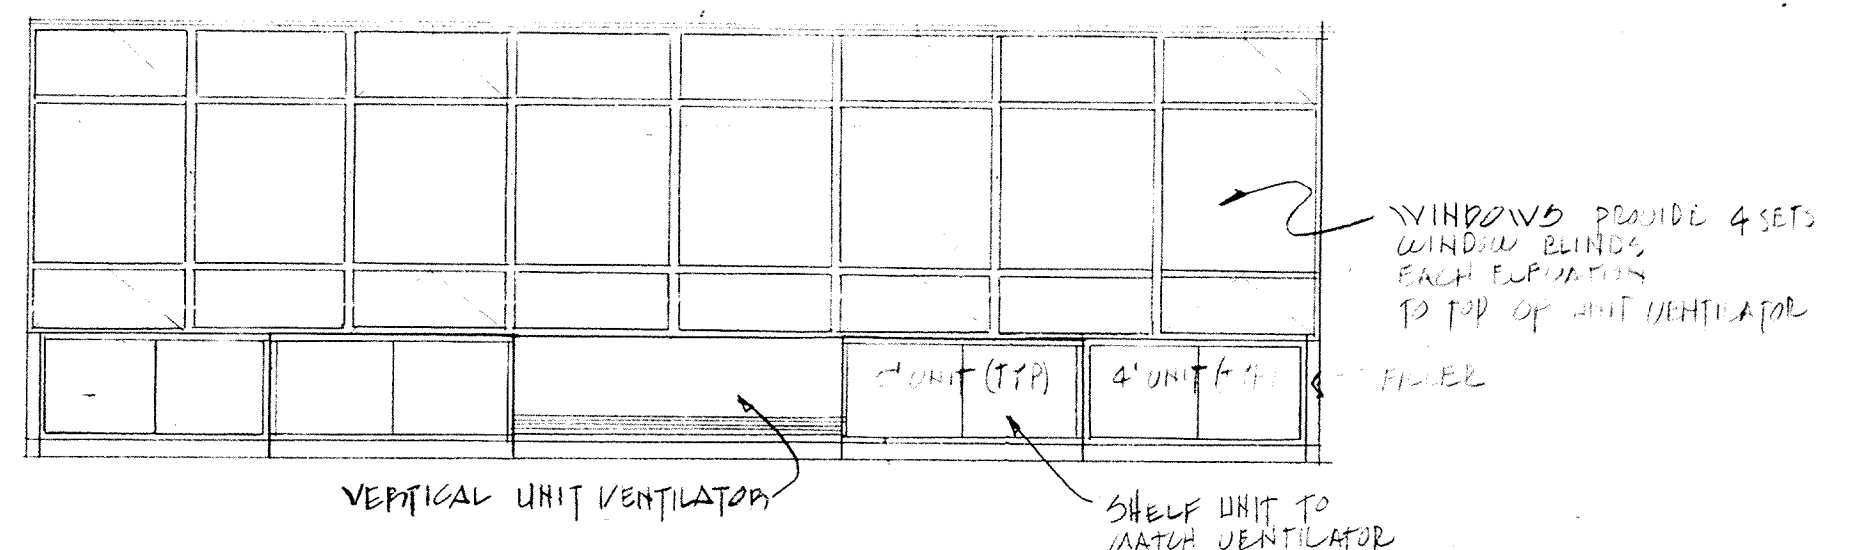 WINDOWS PROVIDE 4 SETS
WINDOW BLINDS
EACH ELEVATION
TO TOP OF UNIT VENTILATOR
UNIT (TYP)
4' UNIT
FILLER
VERTICAL UNIT VENTILATOR
SHELF UNIT TO
MATCH VENTILATOR